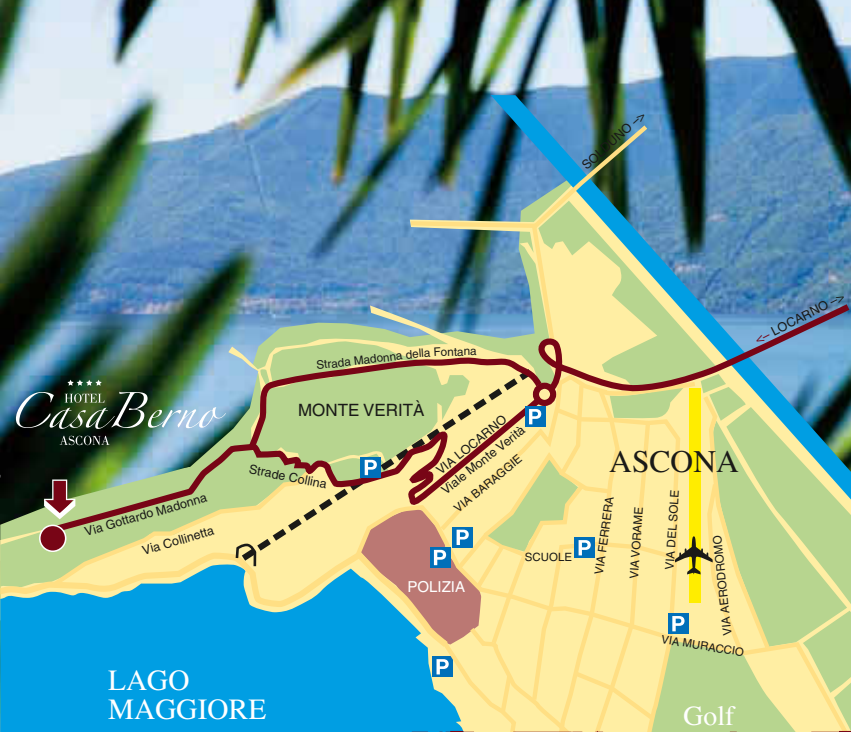 SOLDUNO -->
<-- LOCARNO -->
Strada Madonna della Fontana
★★★★
HOTEL
Casa Berno
ASCONA
MONTE VERITÀ
P
VIA LOCARNO
Viale Monte Verità
VIA BARAGGIE
ASCONA
P
Strade Collina
Via Gottardo Madonna
Via Collinetta
P
P
POLIZIA
SCUOLE
P
VIA FERRERA
VIA VORAME
VIA DEL SOLE
VIA AERODROMO
P
VIA MURACCIO
P
LAGO
MAGGIORE
Golf